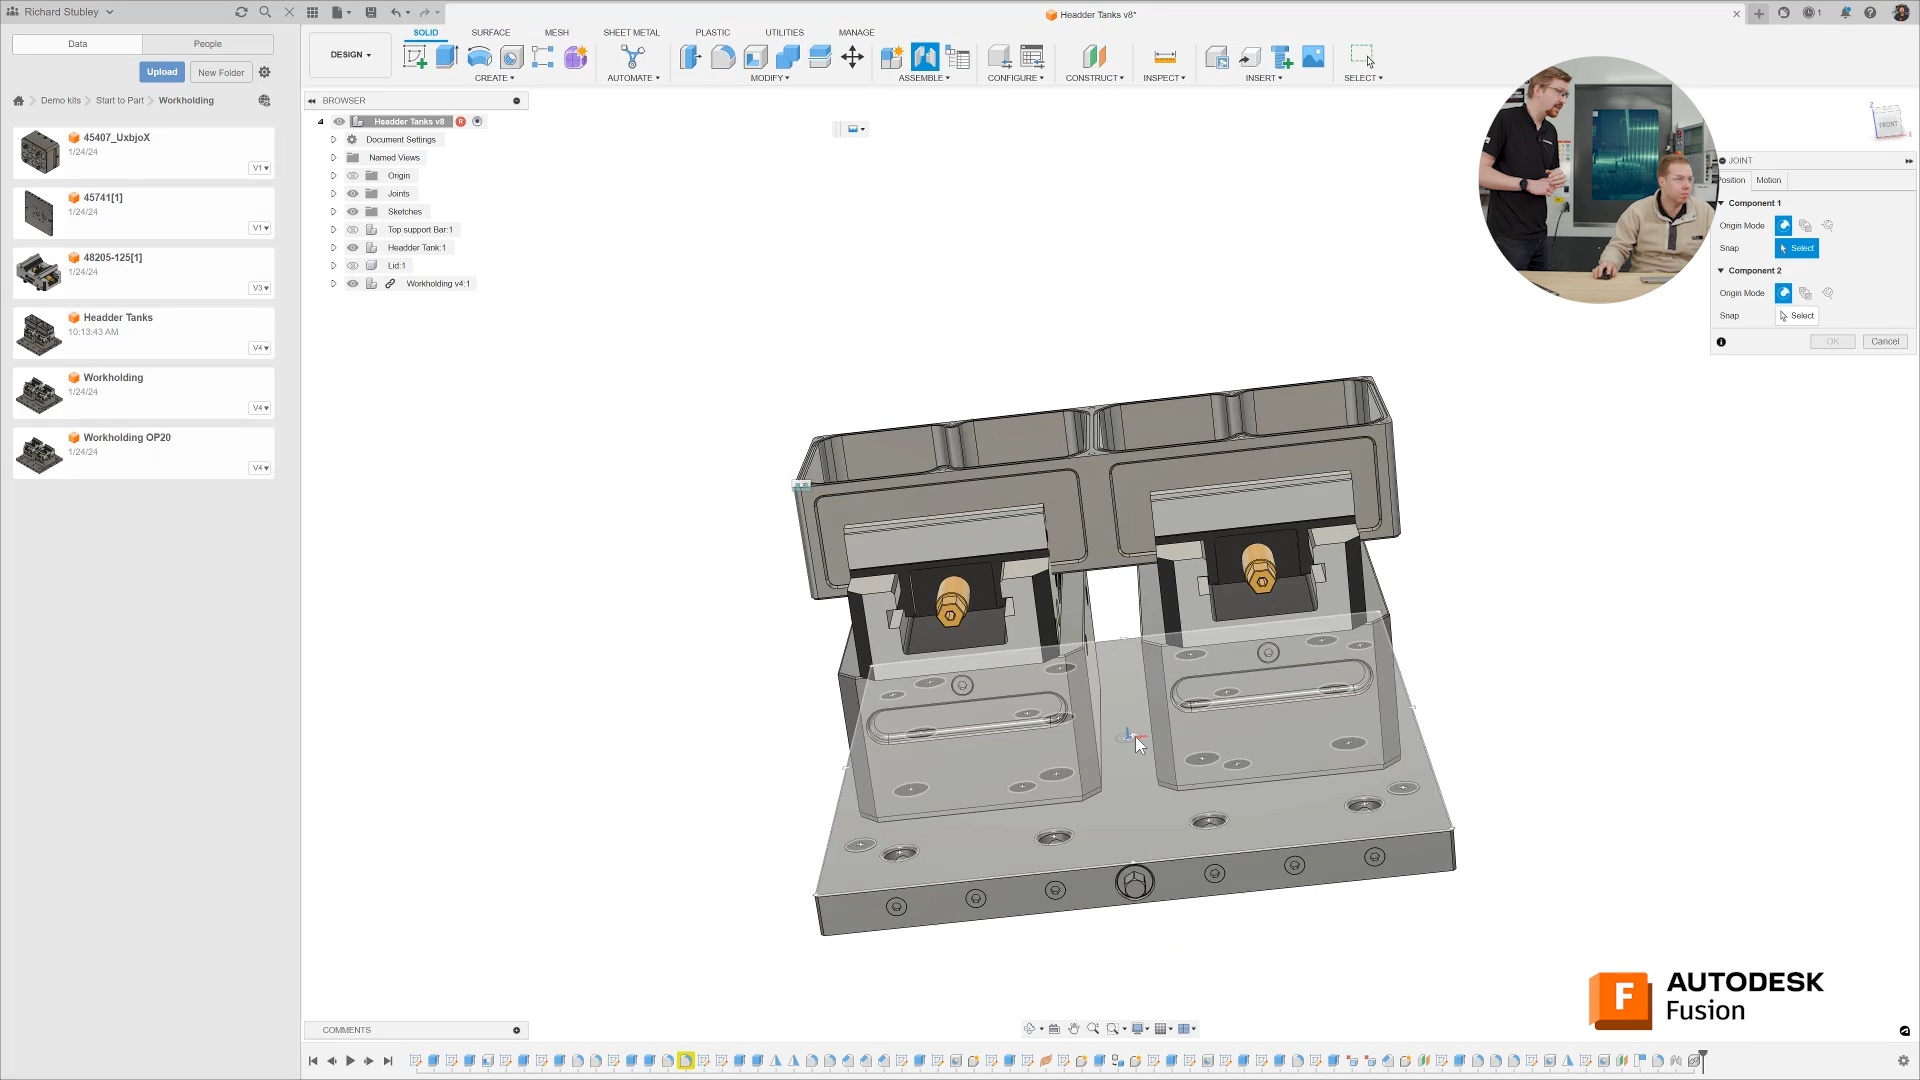 Richard Stubley
Headder Tanks v8*
1
Data
People
Upload
New Folder
Demo kits
Start to Part
Workholding
45407_UxbjoX
1/24/24
V1
45741[1]
1/24/24
V1
48205-125[1]
1/24/24
V3
Headder Tanks
10:13:43 AM
V4
Workholding
1/24/24
V4
Workholding OP20
1/24/24
V4
DESIGN
SOLID
SURFACE
MESH
SHEET METAL
PLASTIC
UTILITIES
MANAGE
CREATE
AUTOMATE
MODIFY
ASSEMBLE
CONFIGURE
CONSTRUCT
INSPECT
INSERT
SELECT
BROWSER
Headder Tanks v8
R
Document Settings
Named Views
Origin
Joints
Sketches
Top support Bar:1
Headder Tank:1
Lid:1
Workholding v4:1
Z
FRONT
X
JOINT
Position
Motion
Component 1
Origin Mode
Snap
Select
Component 2
Origin Mode
Snap
Select
OK
Cancel
F
AUTODESK
Fusion
COMMENTS